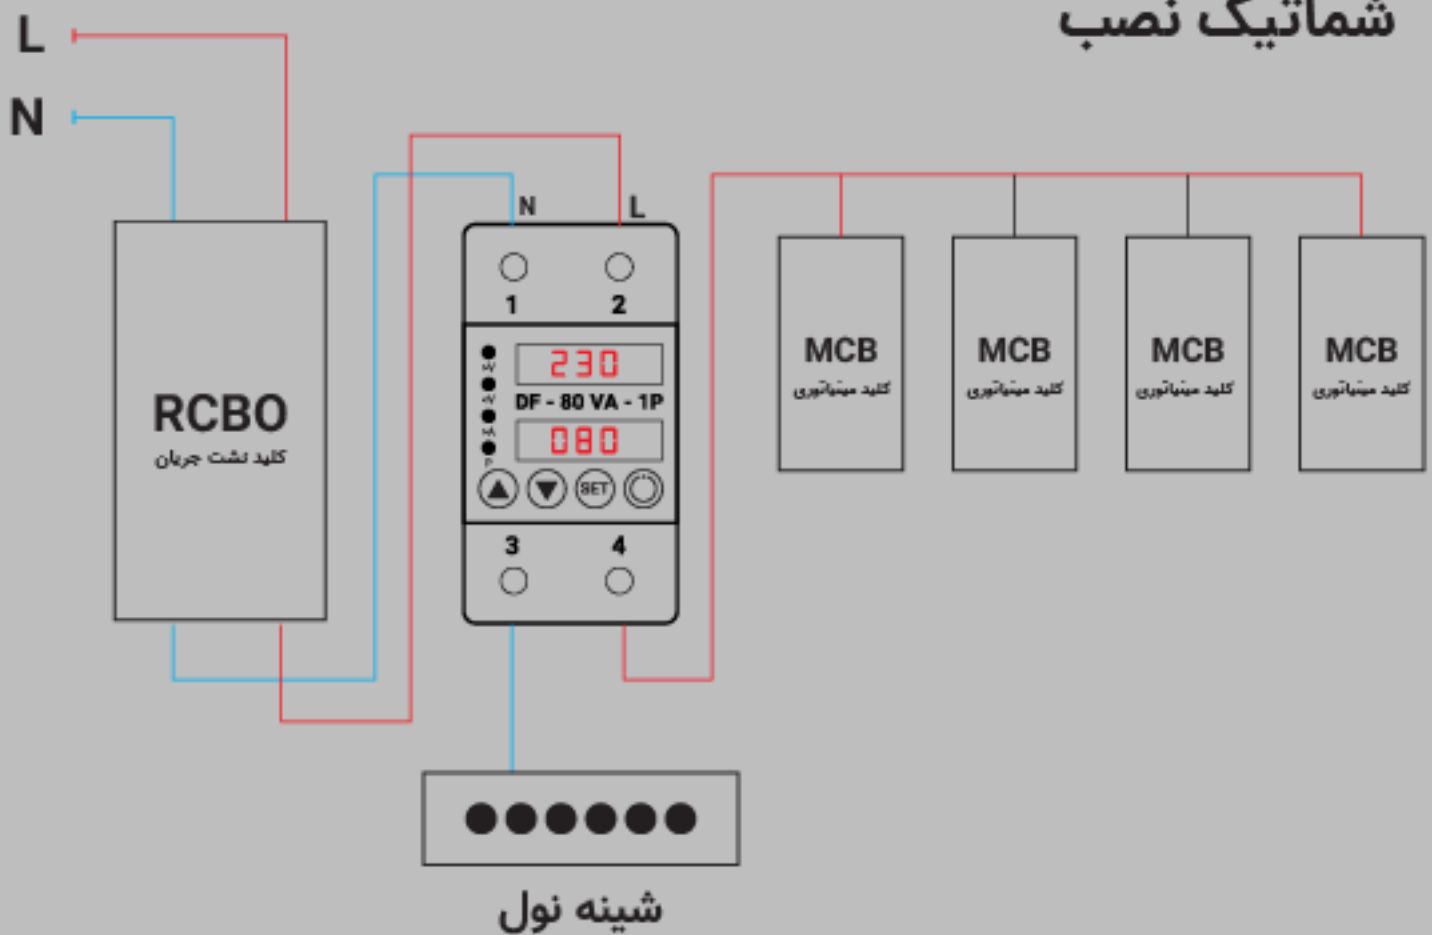 شماتیک نصب
L
N
N
L
1
2
230
DF - 80 VA - 1P
080
SET
3
4
RCBO
کلید نشت جریان
MCB
کلید مینیاتوری
MCB
کلید مینیاتوری
MCB
کلید مینیاتوری
MCB
کلید مینیاتوری
شینه نول